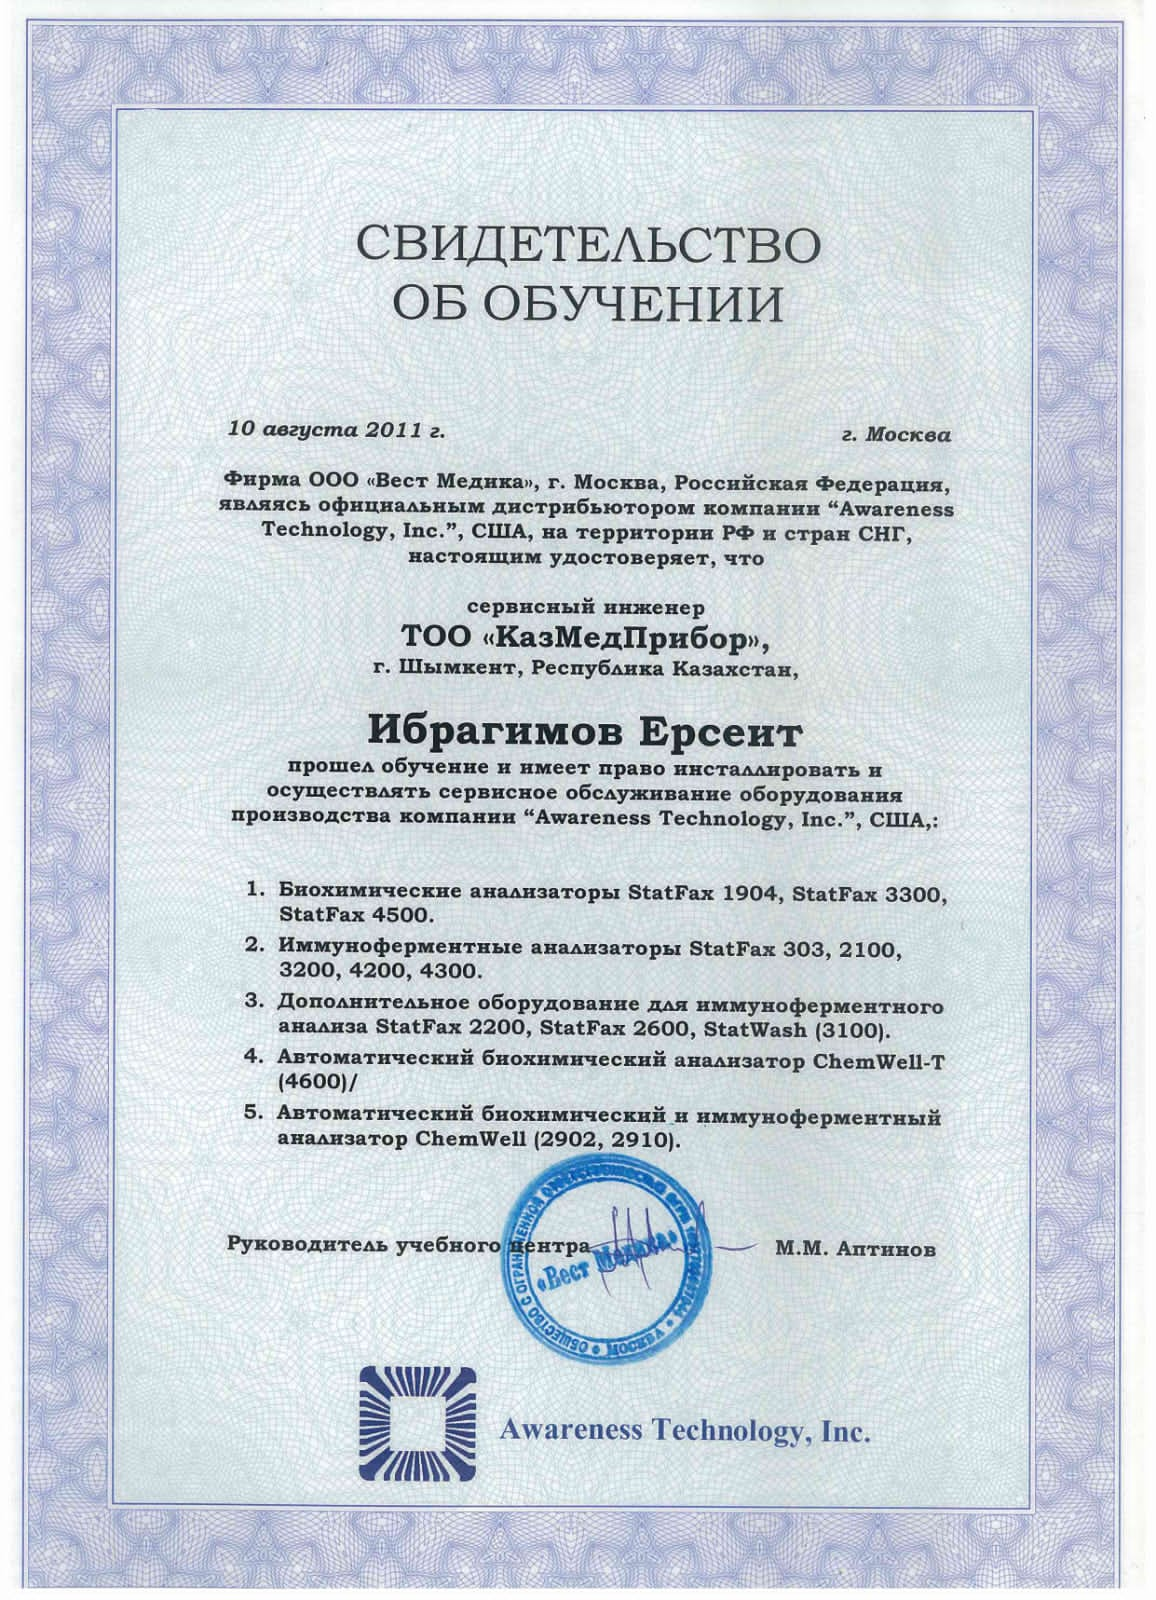 СВИДЕТЕЛЬСТВО
ОБ ОБУЧЕНИИ
10 августа 2011 г.
г. Москва
Фирма ООО «Вест Медика», г. Москва, Российская Федерация,
являясь официальным дистрибьютором компании “Awareness
Technology, Inc.”, США, на территории РФ и стран СНГ,
настоящим удостоверяет, что
сервисный инженер
ТОО «КазМедПрибор»,
г. Шымкент, Республика Казахстан,
Ибрагимов Ерсеит
прошел обучение и имеет право инсталлировать и
осуществлять сервисное обслуживание оборудования
производства компании “Awareness Technology, Inc.”, США,:
1. Биохимические анализаторы StatFax 1904, StatFax 3300,
StatFax 4500.
2. Иммуноферментные анализаторы StatFax 303, 2100,
3200, 4200, 4300.
3. Дополнительное оборудование для иммуноферментного
анализа StatFax 2200, StatFax 2600, StatWash (3100).
4. Автоматический биохимический анализатор ChemWell-T
(4600)/
5. Автоматический биохимический и иммуноферментный
анализатор ChemWell (2902, 2910).
Руководитель учебного центра
М.М. Аптинов
ОБЩЕСТВО С ОГРАНИЧЕННОЙ ОТВЕТСТВЕННОСТЬЮ ОГРН
«Вест Медика»
Москва
Awareness Technology, Inc.